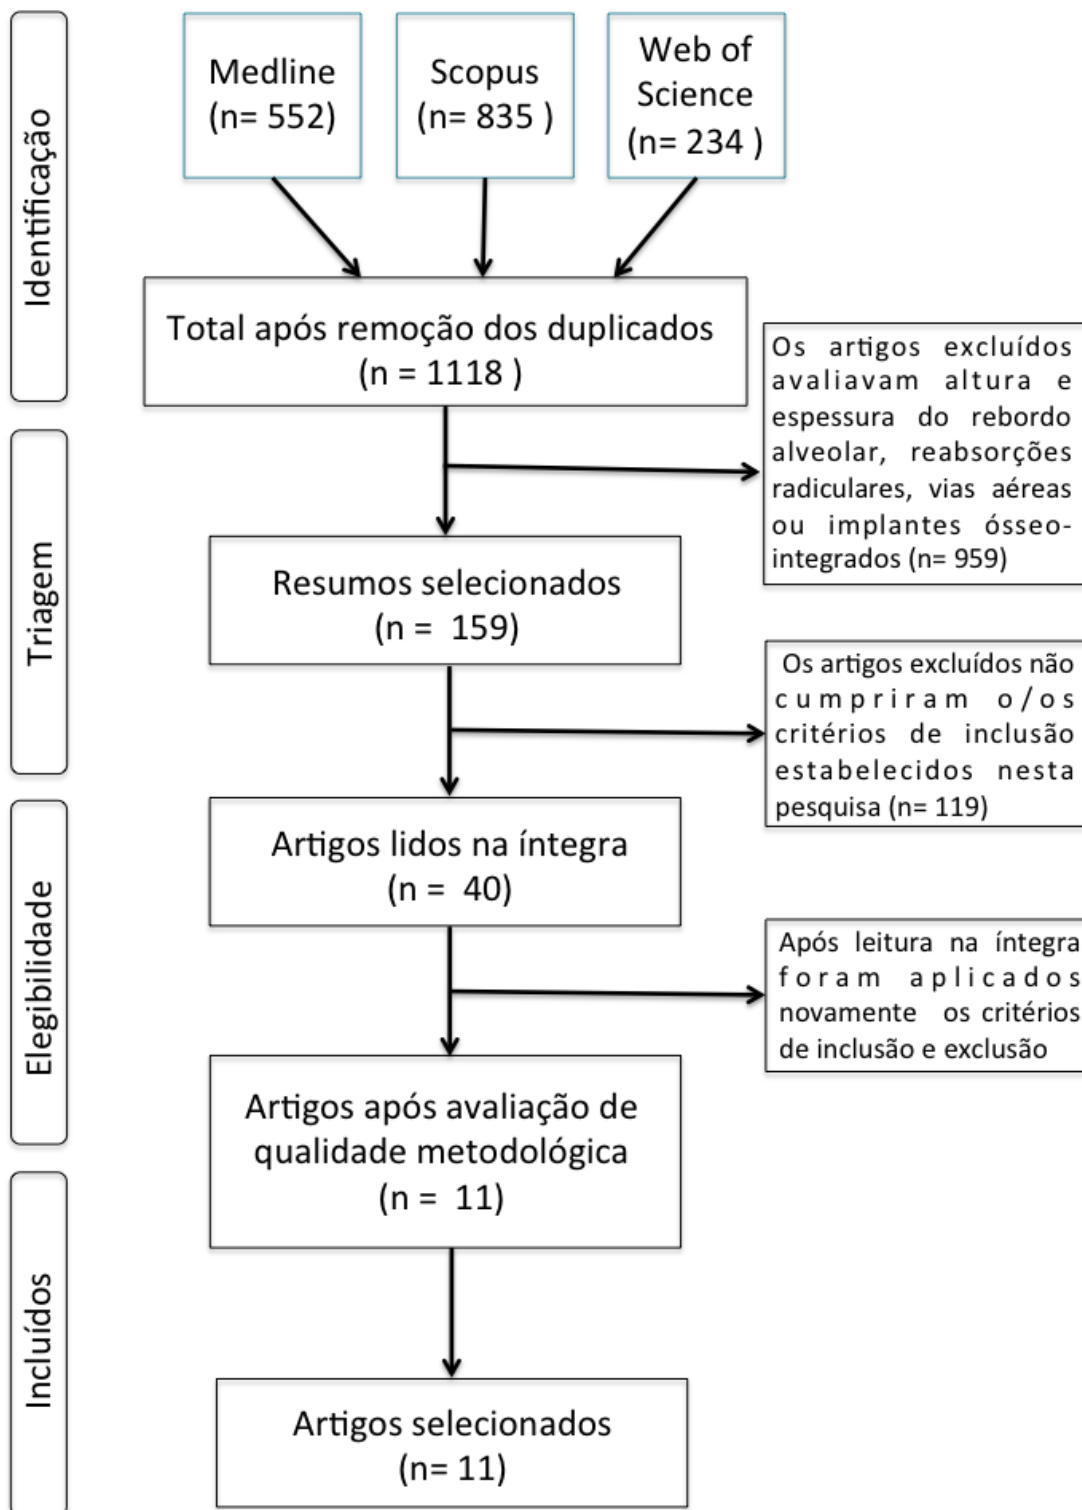 Identificação
Medline
(n= 552)
Scopus
(n= 835 )
Web of
Science
(n= 234 )
Total após remoção dos duplicados
(n = 1118 )
Os artigos excluídos
avaliavam altura e
espessura do rebordo
alveolar, reabsorções
radiculares, vias aéreas
ou implantes ósseo-
integrados (n= 959)
Triagem
Resumos selecionados
(n =  159)
Os artigos excluídos não
cumpriram o/os
critérios de inclusão
estabelecidos nesta
pesquisa (n= 119)
Elegibilidade
Artigos lidos na íntegra
(n =  40)
Após leitura na íntegra
foram aplicados
novamente os critérios
de inclusão e exclusão
Artigos após avaliação de
qualidade metodológica
(n =  11)
Incluídos
Artigos selecionados
(n= 11)